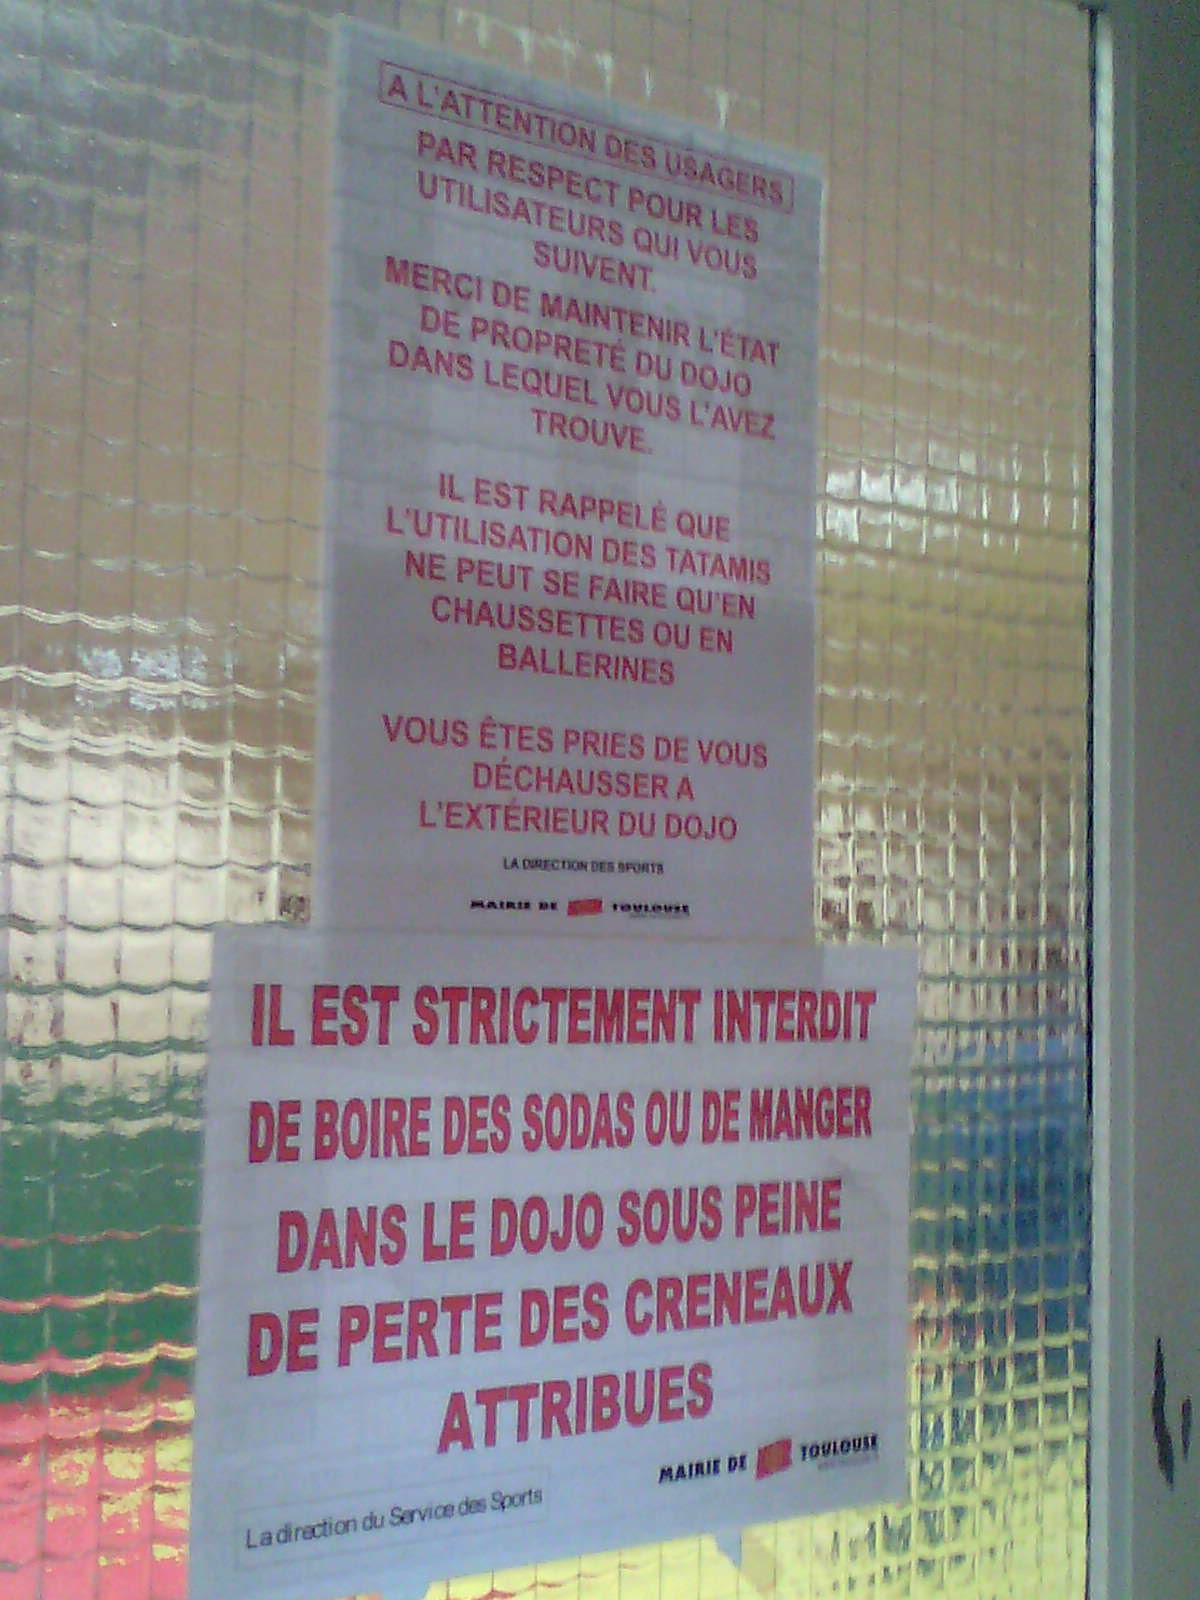 A L'ATTENTION DES USAGERS
PAR RESPECT POUR LES
UTILISATEURS QUI VOUS
SUIVENT.
MERCI DE MAINTENIR L'ÉTAT
DE PROPRETÉ DU DOJO
DANS LEQUEL VOUS L'AVEZ
TROUVE.
IL EST RAPPELÉ QUE
L'UTILISATION DES TATAMIS
NE PEUT SE FAIRE QU'EN
CHAUSSETTES OU EN
BALLERINES
VOUS ÊTES PRIES DE VOUS
DÉCHAUSSER A
L'EXTÉRIEUR DU DOJO
LA DIRECTION DES SPORTS
MAIRIE DE TOULOUSE
IL EST STRICTEMENT INTERDIT
DE BOIRE DES SODAS OU DE MANGER
DANS LE DOJO SOUS PEINE
DE PERTE DES CRENEAUX
ATTRIBUES
MAIRIE DE TOULOUSE
La direction du Service des Sports